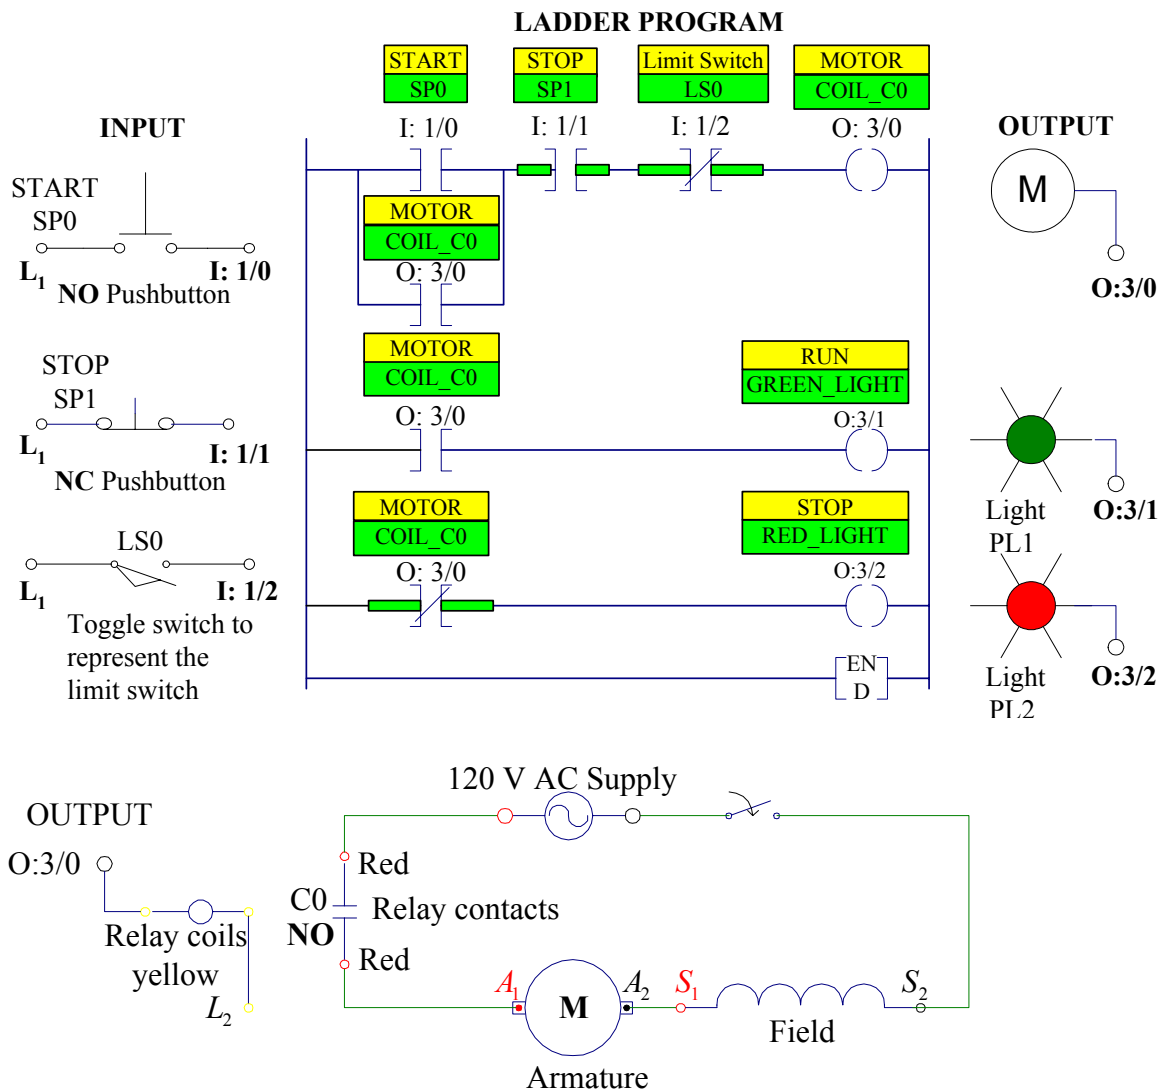 LADDER PROGRAM
START
SP0
I: 1/0
STOP
SP1
I: 1/1
Limit Switch
LS0
I: 1/2
MOTOR
COIL_C0
O: 3/0
INPUT
START
SP0
L1
I: 1/0
NO Pushbutton
MOTOR
COIL_C0
O: 3/0
OUTPUT
M
O:3/0
STOP
SP1
L1
I: 1/1
NC Pushbutton
MOTOR
COIL_C0
O: 3/0
RUN
GREEN_LIGHT
O:3/1
Light
PL1
O:3/1
LS0
L1
I: 1/2
Toggle switch to
represent the
limit switch
MOTOR
COIL_C0
O: 3/0
STOP
RED_LIGHT
O:3/2
EN
D
Light
PL2
O:3/2
OUTPUT
O:3/0
Relay coils
yellow
L2
120 V AC Supply
Red
C0
NO
Relay contacts
Red
A1
M
A2
S1
S2
Field
Armature